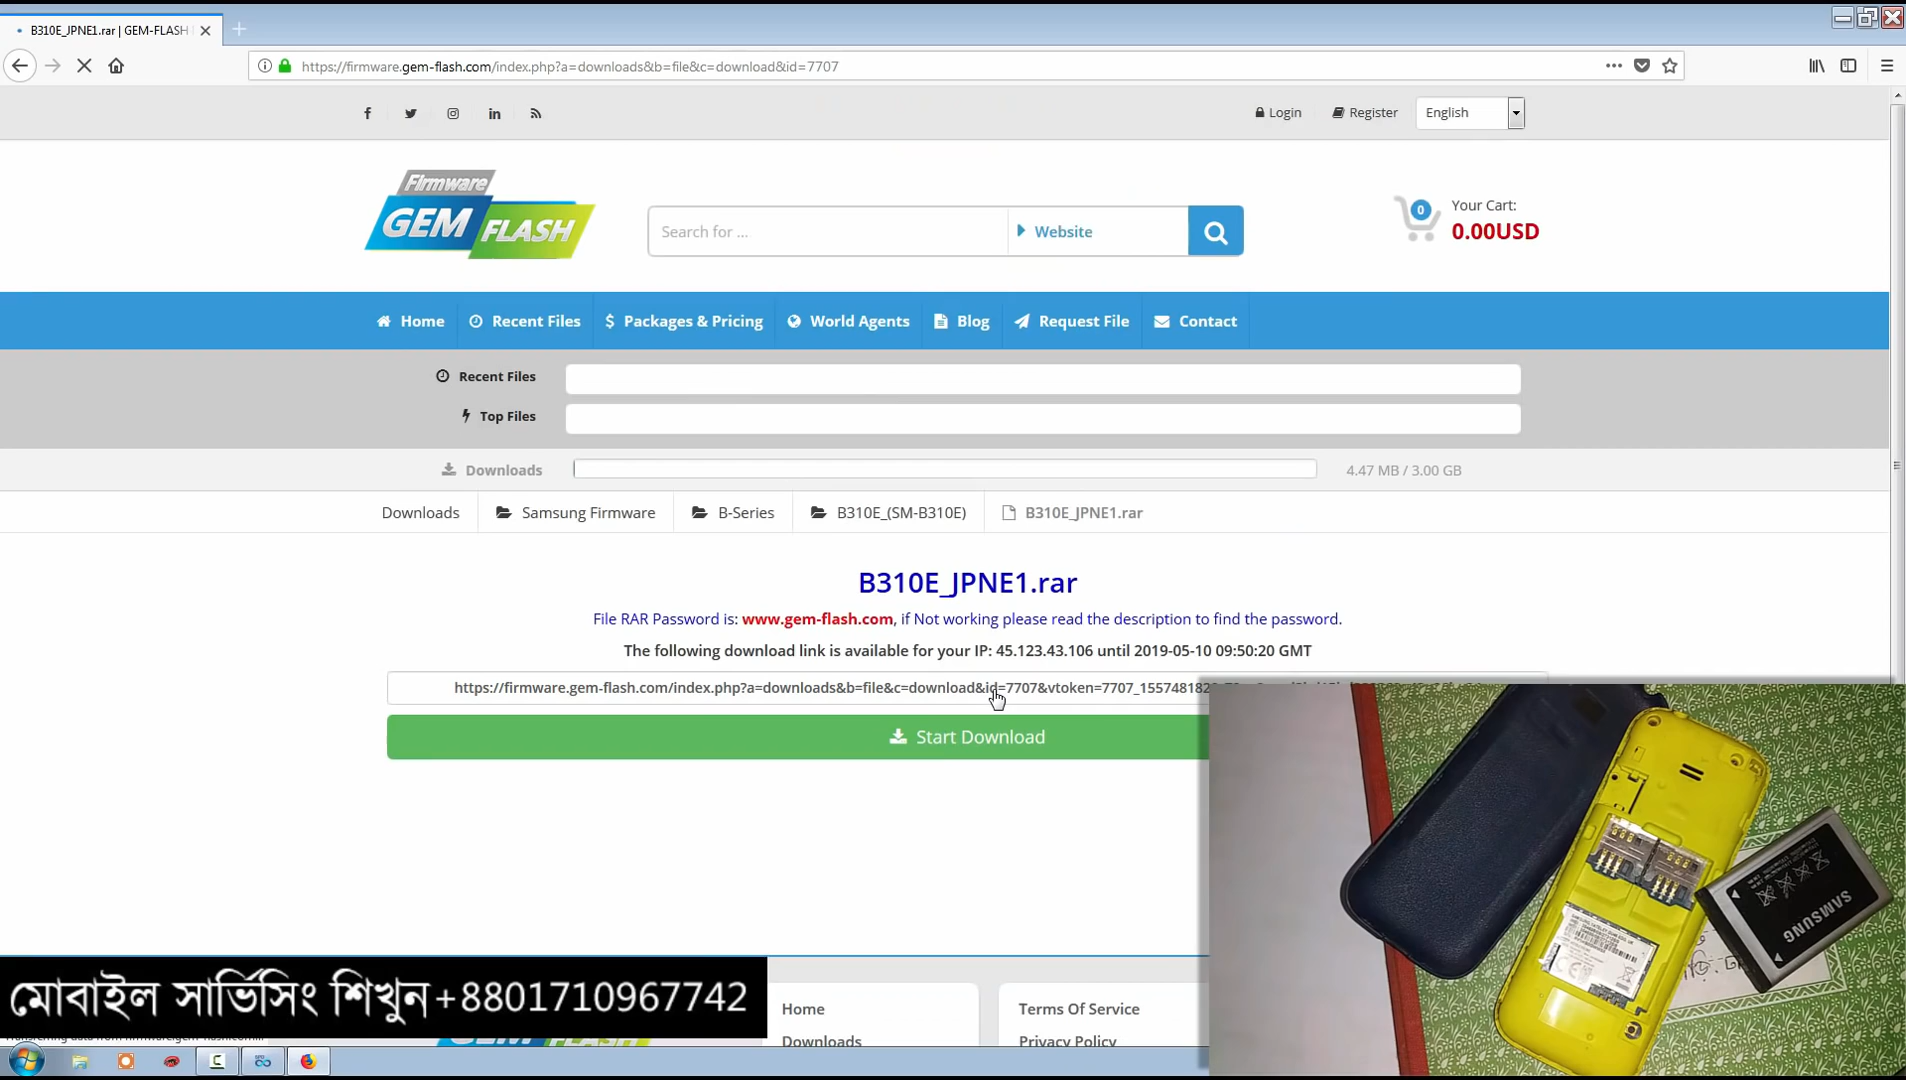 B310E_JPNE1.rar | GEM-FLASH
https://firmware.gem-flash.com/index.php?a=downloads&b=file&c=download&id=7707
Login
Register
English
Firmware
GEM FLASH
Search for ...
Website
0
Your Cart:
0.00USD
Home
Recent Files
Packages & Pricing
World Agents
Blog
Request File
Contact
Recent Files
Top Files
Downloads
4.47 MB / 3.00 GB
Downloads
Samsung Firmware
B-Series
B310E_(SM-B310E)
B310E_JPNE1.rar
B310E_JPNE1.rar
File RAR Password is: www.gem-flash.com, if Not working please read the description to find the password.
The following download link is available for your IP: 45.123.43.106 until 2019-05-10 09:50:20 GMT
https://firmware.gem-flash.com/index.php?a=downloads&b=file&c=download&id=7707&vtoken=7707_1557481820
Start Download
SAMSUNG
মোবাইল সার্ভিসিং শিখুন+8801710967742
Home
Terms Of Service
Downloads
Privacy Policy